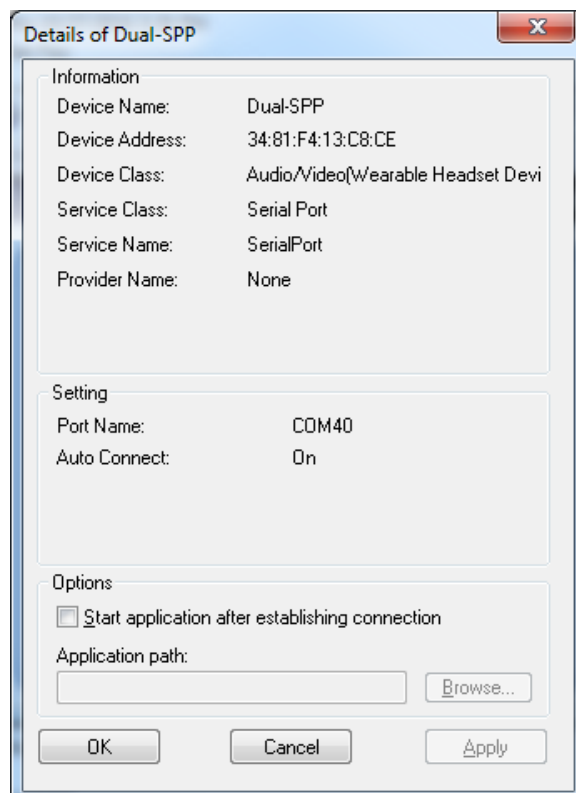 Details of Dual-SPP
Information
Device Name: Dual-SPP
Device Address: 34:81:F4:13:C8:CE
Device Class: Audio/Video(Wearable Headset Devi
Service Class: Serial Port
Service Name: SerialPort
Provider Name: None
Setting
Port Name: COM40
Auto Connect: On
Options
Start application after establishing connection
Application path:
Browse...
OK Cancel Apply